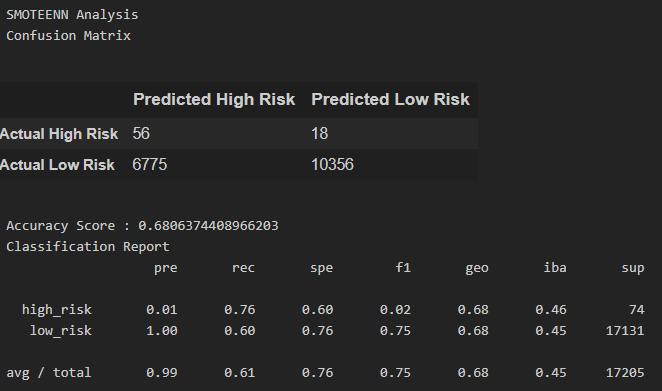 SMOTEENN Analysis
Confusion Matrix
Predicted High Risk Predicted Low Risk
Actual High Risk 56 18
Actual Low Risk 6775 10356
Accuracy Score : 0.6806374408966203
Classification Report
pre rec spe f1 geo iba sup
high_risk 0.01 0.76 0.60 0.02 0.68 0.46 74
low_risk 1.00 0.60 0.76 0.75 0.68 0.45 17131
avg / total 0.99 0.61 0.76 0.75 0.68 0.45 17205